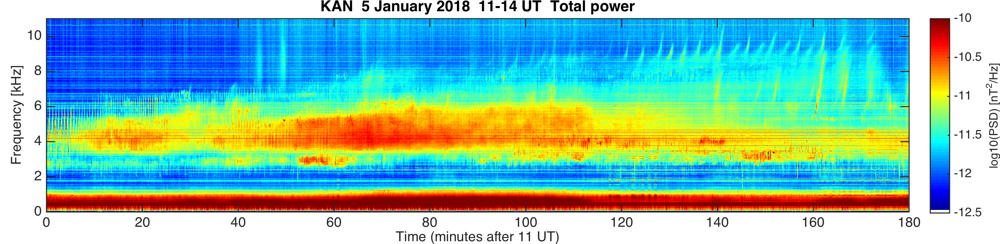 KAN 5 January 2018 11-14 UT Total power
Frequency [kHz]
10
8
6
4
2
0
0 20 40 60 80 100 120 140 160 180
Time (minutes after 11 UT)
-10
-10.5
-11
-11.5
-12
-12.5
log10(PSD) [nT2/Hz]